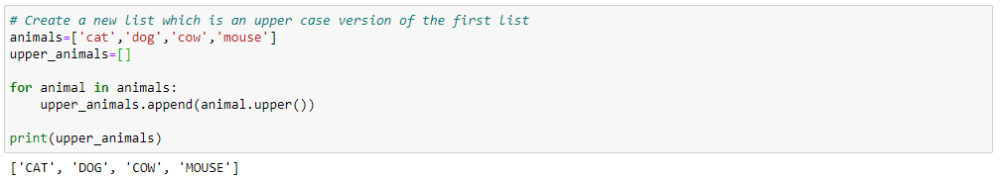 # Create a new list which is an upper case version of the first list
animals=['cat','dog','cow','mouse']
upper_animals=[]
for animal in animals:
    upper_animals.append(animal.upper())
print(upper_animals)
['CAT', 'DOG', 'COW', 'MOUSE']